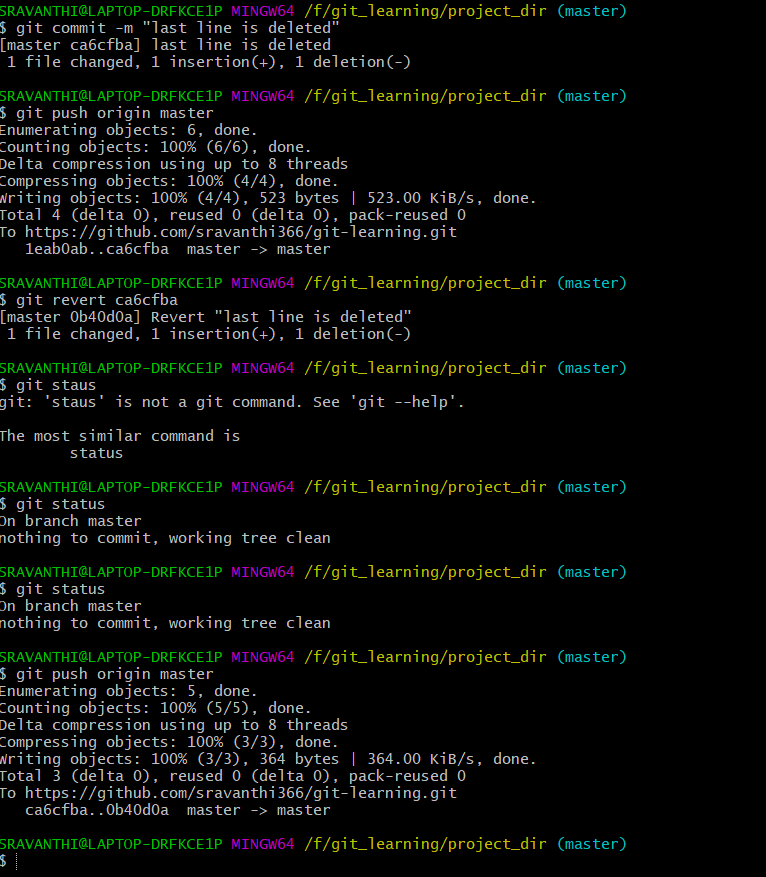 SRAVANTHI@LAPTOP-DRFKCE1P MINGW64 /f/git_learning/project_dir (master)
$ git commit -m "last line is deleted"
[master ca6cfba] last line is deleted
 1 file changed, 1 insertion(+), 1 deletion(-)

SRAVANTHI@LAPTOP-DRFKCE1P MINGW64 /f/git_learning/project_dir (master)
$ git push origin master
Enumerating objects: 6, done.
Counting objects: 100% (6/6), done.
Delta compression using up to 8 threads
Compressing objects: 100% (4/4), done.
Writing objects: 100% (4/4), 523 bytes | 523.00 KiB/s, done.
Total 4 (delta 0), reused 0 (delta 0), pack-reused 0
To https://github.com/sravanthi366/git-learning.git
   1eab0ab..ca6cfba  master -> master

SRAVANTHI@LAPTOP-DRFKCE1P MINGW64 /f/git_learning/project_dir (master)
$ git revert ca6cfba
[master 0b40d0a] Revert "last line is deleted"
 1 file changed, 1 insertion(+), 1 deletion(-)

SRAVANTHI@LAPTOP-DRFKCE1P MINGW64 /f/git_learning/project_dir (master)
$ git staus
git: 'staus' is not a git command. See 'git --help'.

The most similar command is
        status

SRAVANTHI@LAPTOP-DRFKCE1P MINGW64 /f/git_learning/project_dir (master)
$ git status
On branch master
nothing to commit, working tree clean

SRAVANTHI@LAPTOP-DRFKCE1P MINGW64 /f/git_learning/project_dir (master)
$ git status
On branch master
nothing to commit, working tree clean

SRAVANTHI@LAPTOP-DRFKCE1P MINGW64 /f/git_learning/project_dir (master)
$ git push origin master
Enumerating objects: 5, done.
Counting objects: 100% (5/5), done.
Delta compression using up to 8 threads
Compressing objects: 100% (3/3), done.
Writing objects: 100% (3/3), 364 bytes | 364.00 KiB/s, done.
Total 3 (delta 0), reused 0 (delta 0), pack-reused 0
To https://github.com/sravanthi366/git-learning.git
   ca6cfba..0b40d0a  master -> master

SRAVANTHI@LAPTOP-DRFKCE1P MINGW64 /f/git_learning/project_dir (master)
$